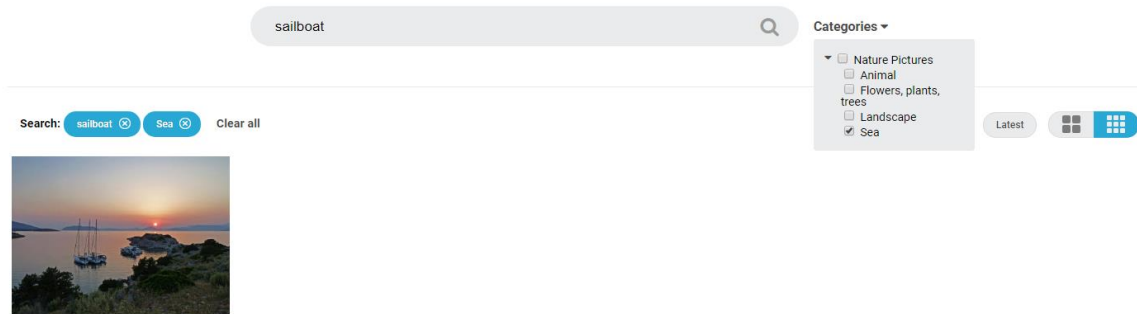 sailboat
Categories
Nature Pictures
Animal
Flowers, plants,
trees
Landscape
Sea
Search: sailboat Sea Clear all
Latest